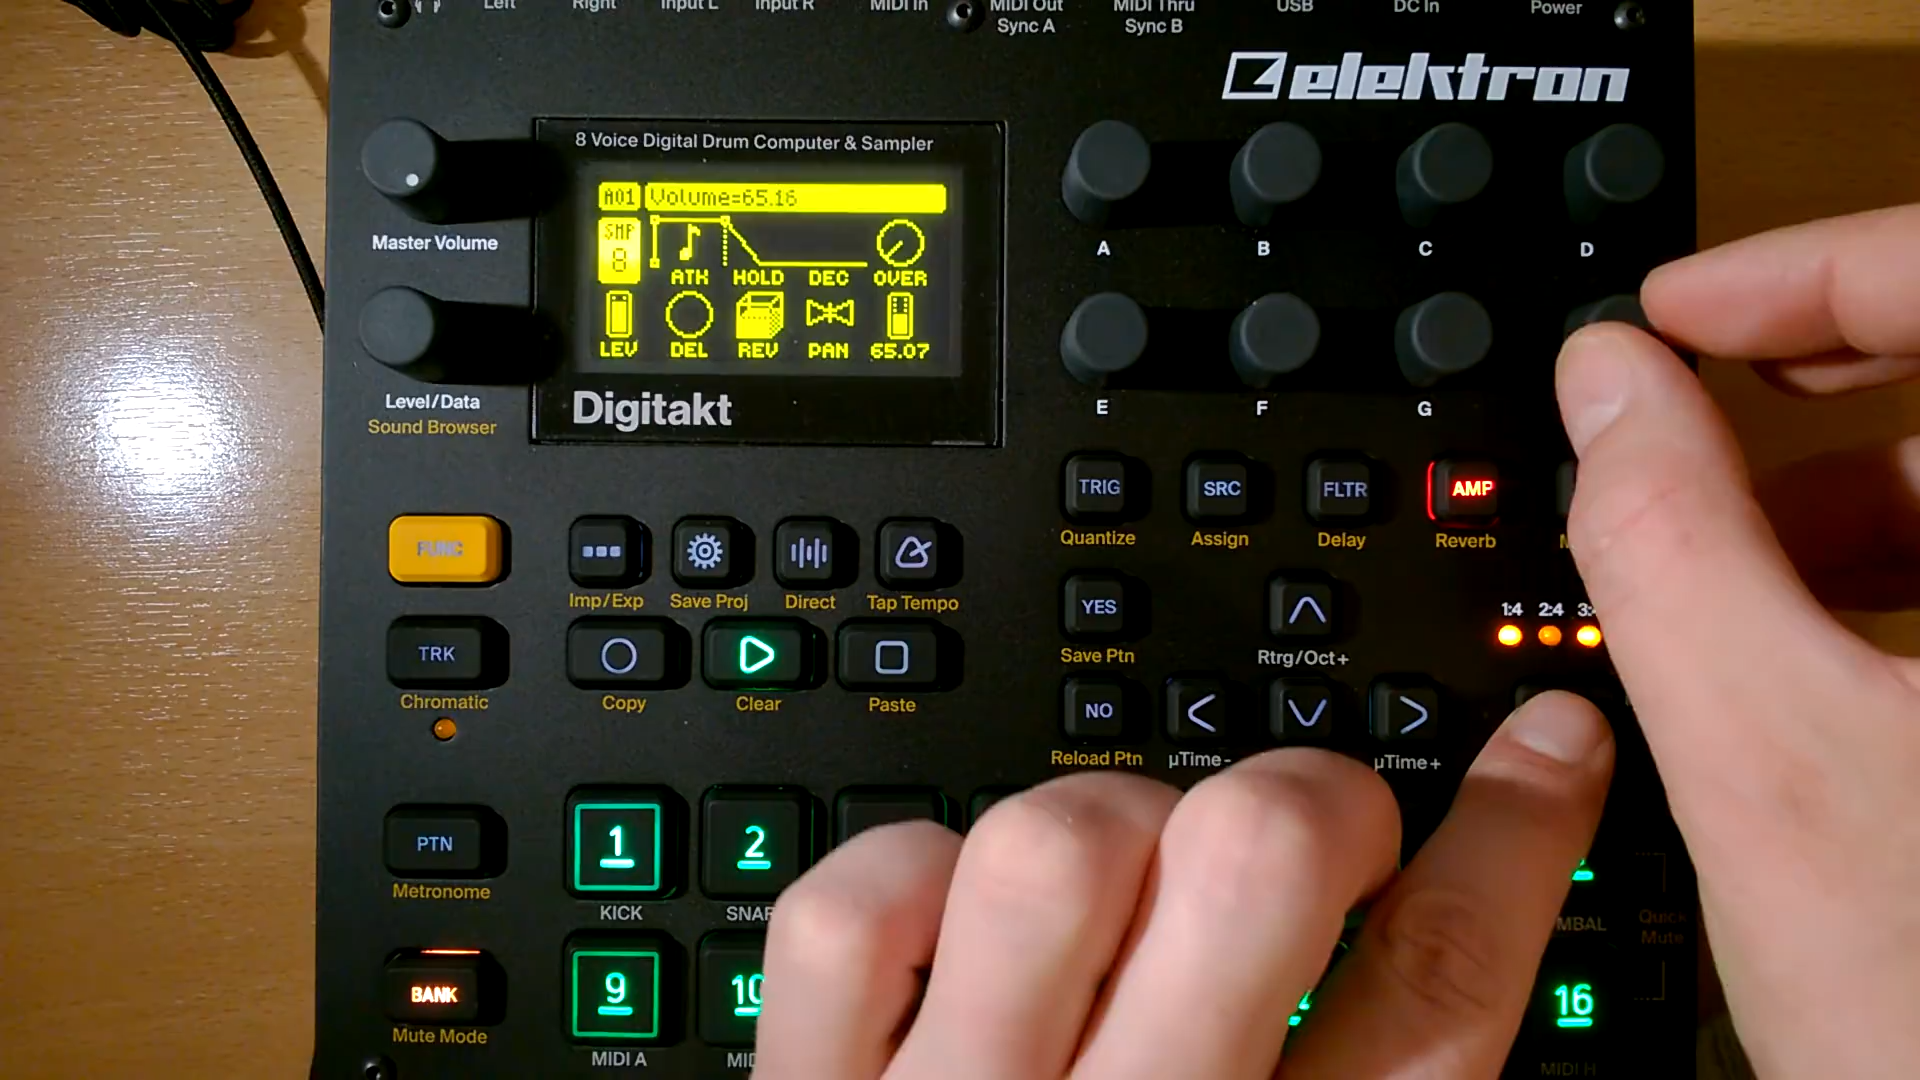 Left Right Input L Input R MIDI In MIDI Out MIDI Thru USB DC In Power
Sync A Sync B
elektron
8 Voice Digital Drum Computer & Sampler
A01 Volume=65.16
SMP
8
ATK HOLD DEC OVER
LEV DEL REV PAN 65.07
Digitakt
Master Volume
Level/Data
Sound Browser
A B C D
E F G
TRIG SRC FLTR AMP
Quantize Assign Delay Reverb
FUNC
Imp/Exp Save Proj Direct Tap Tempo
YES
Save Ptn
Rtrg/Oct+
1:4 2:4
TRK
Chromatic
Copy Clear Paste
NO
Reload Ptn µTime- µTime+
PTN
Metronome
1 2
KICK
Quick
Mute
BANK
Mute Mode
9 10 16
MIDI A MIDI H